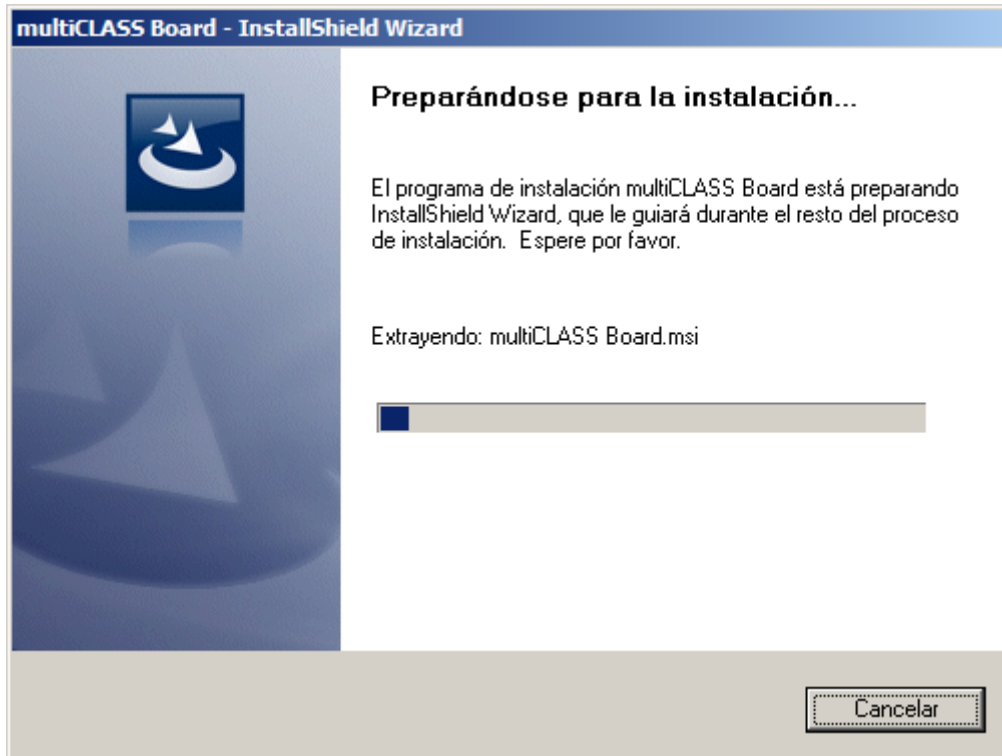 multiCLASS Board - InstallShield Wizard
Preparándose para la instalación...
El programa de instalación multiCLASS Board está preparando
InstallShield Wizard, que le guiará durante el resto del proceso
de instalación.  Espere por favor.
Extrayendo: multiCLASS Board.msi
Cancelar